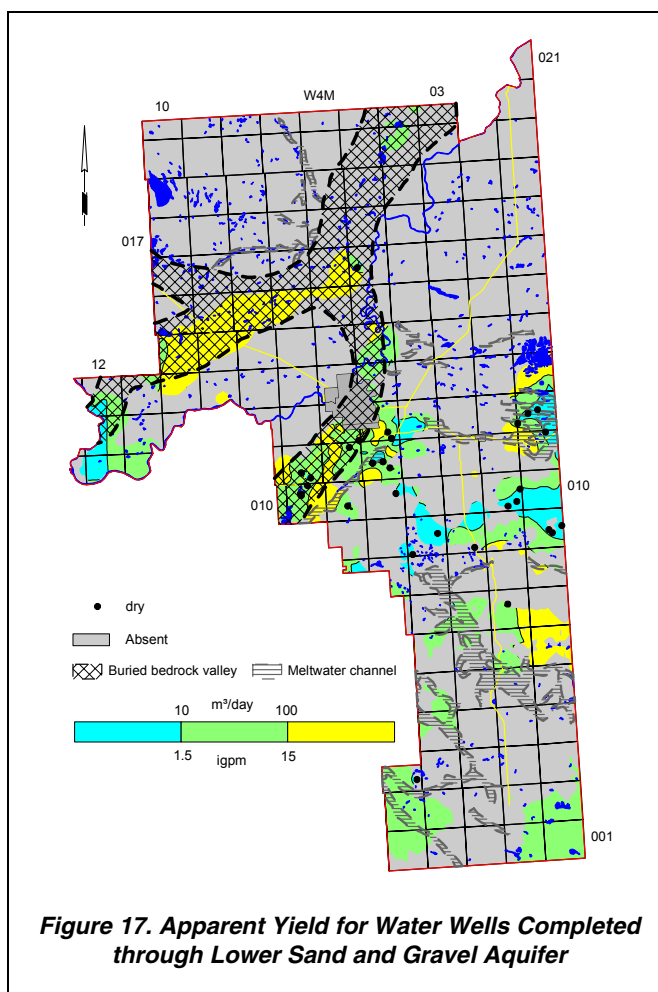 021
W4M
03
10
017
12
010
010
dry
Absent
Buried bedrock valley
Meltwater channel
10 m³/day 100
1.5 igpm 15
001
Figure 17. Apparent Yield for Water Wells Completed
through Lower Sand and Gravel Aquifer